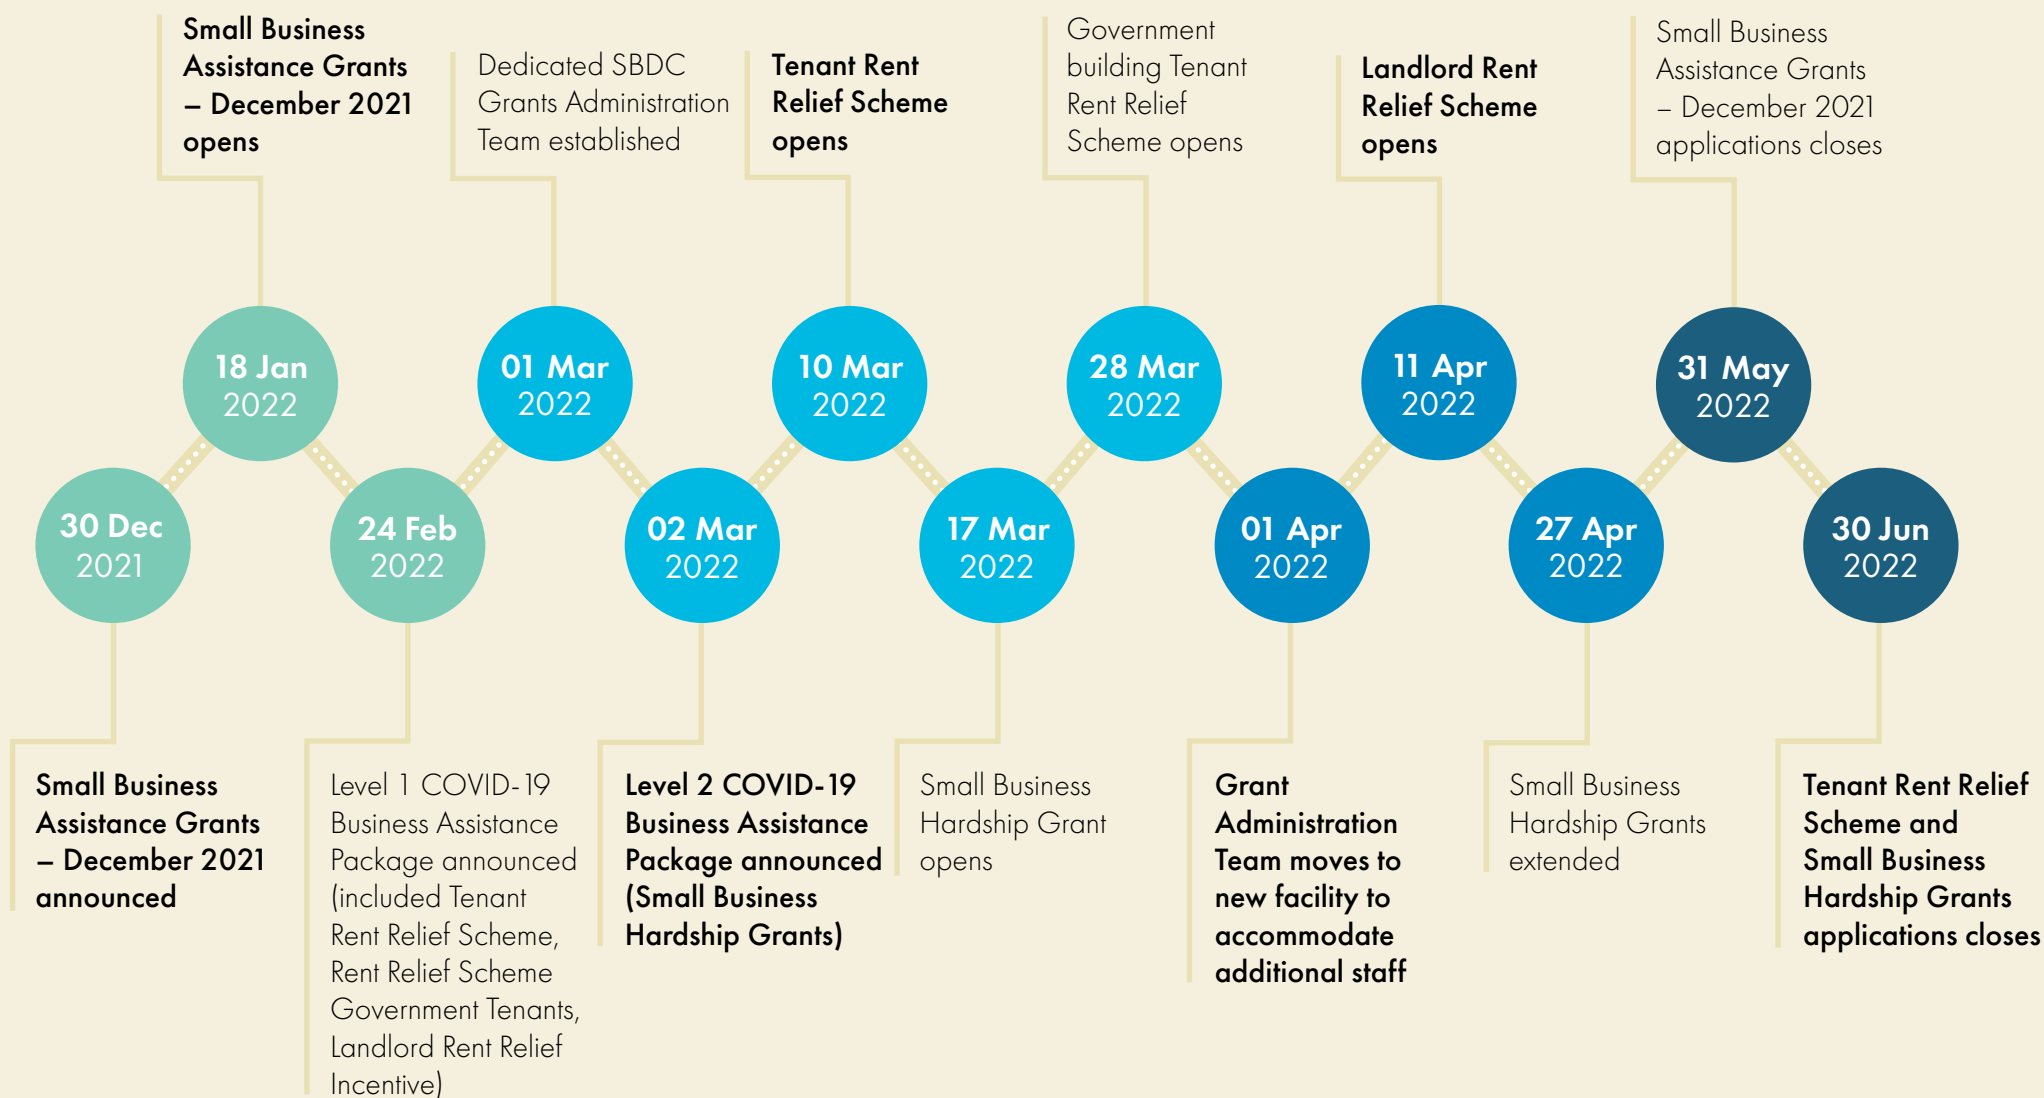 Small Business
Assistance Grants
– December 2021
opens
Dedicated SBDC
Grants Administration
Team established
Tenant Rent
Relief Scheme
opens
Government
building Tenant
Rent Relief
Scheme opens
Landlord Rent
Relief Scheme
opens
Small Business
Assistance Grants
– December 2021
applications closes
18 Jan
2022
01 Mar
2022
10 Mar
2022
28 Mar
2022
11 Apr
2022
31 May
2022
30 Dec
2021
24 Feb
2022
02 Mar
2022
17 Mar
2022
01 Apr
2022
27 Apr
2022
30 Jun
2022
Small Business
Assistance Grants
– December 2021
announced
Level 1 COVID-19
Business Assistance
Package announced
(included Tenant
Rent Relief Scheme,
Rent Relief Scheme
Government Tenants,
Landlord Rent Relief
Incentive)
Level 2 COVID-19
Business Assistance
Package announced
(Small Business
Hardship Grants)
Small Business
Hardship Grant
opens
Grant
Administration
Team moves to
new facility to
accommodate
additional staff
Small Business
Hardship Grants
extended
Tenant Rent Relief
Scheme and
Small Business
Hardship Grants
applications closes